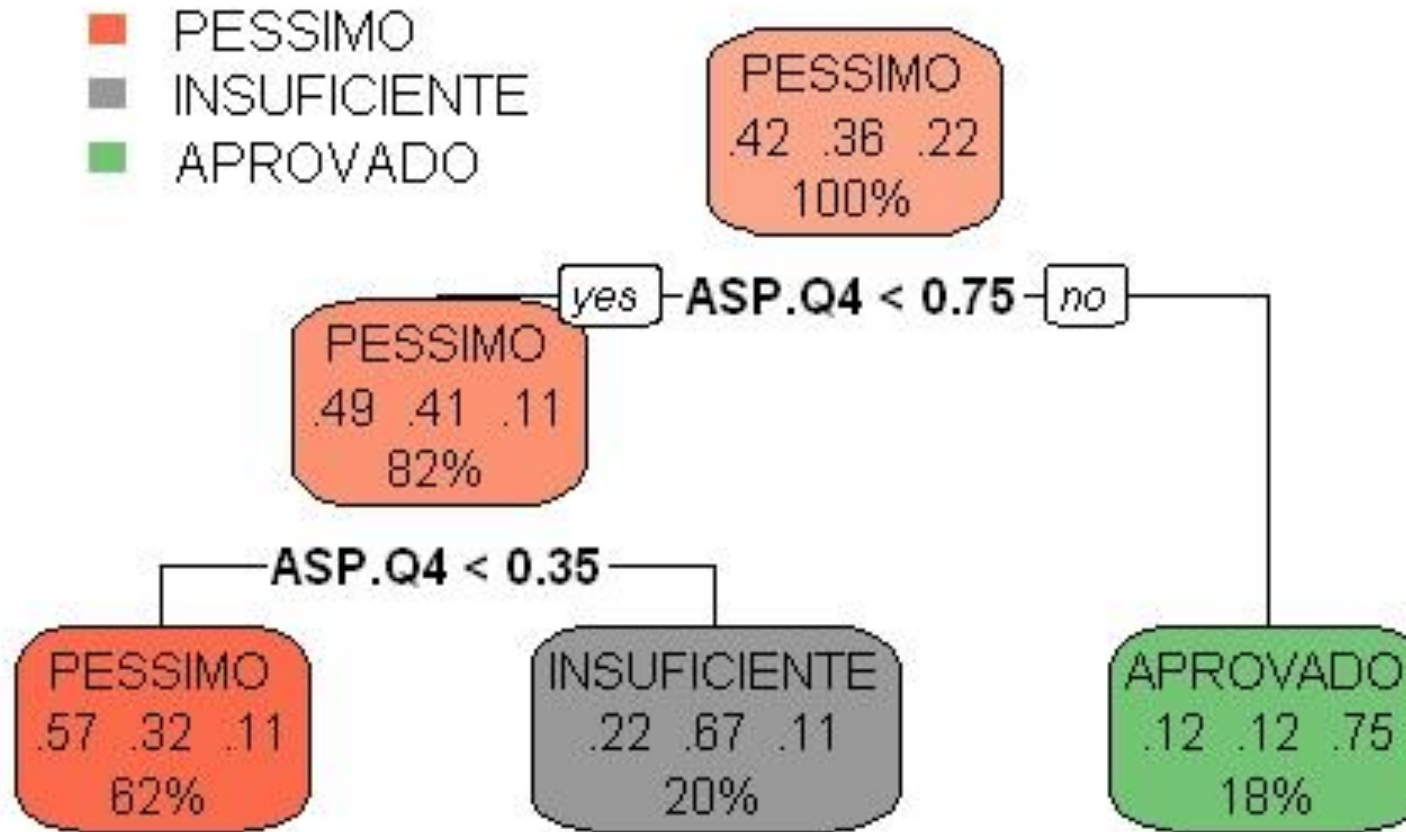 PESSIMO
INSUFICIENTE
APROVADO
PESSIMO
.42 .36 .22
100%
yes ASP.Q4 < 0.75 no
PESSIMO
.49 .41 .11
82%
ASP.Q4 < 0.35
PESSIMO
.57 .32 .11
62%
INSUFICIENTE
.22 .67 .11
20%
APROVADO
.12 .12 .75
18%